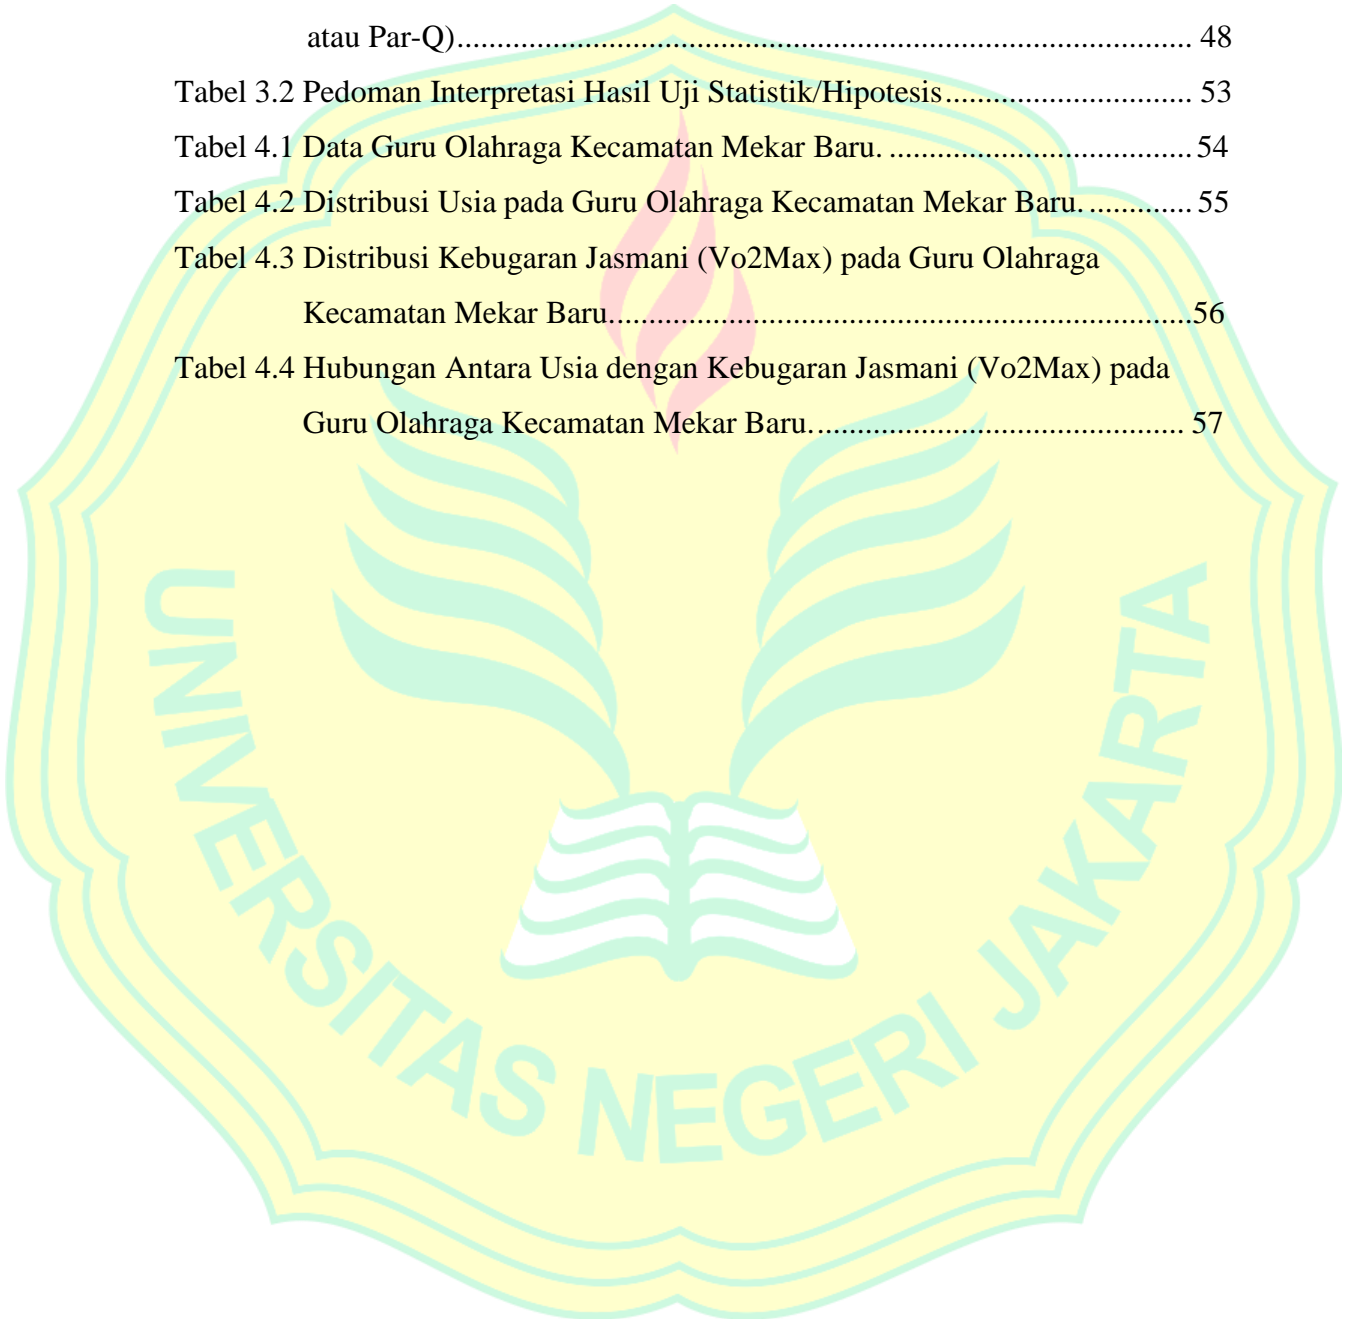 atau Par-Q)............................................................................................ 48
Tabel 3.2 Pedoman Interpretasi Hasil Uji Statistik/Hipotesis............................... 53
Tabel 4.1 Data Guru Olahraga Kecamatan Mekar Baru. ...................................... 54
Tabel 4.2 Distribusi Usia pada Guru Olahraga Kecamatan Mekar Baru. ............. 55
Tabel 4.3 Distribusi Kebugaran Jasmani (Vo2Max) pada Guru Olahraga
Kecamatan Mekar Baru.........................................................................56
Tabel 4.4 Hubungan Antara Usia dengan Kebugaran Jasmani (Vo2Max) pada
Guru Olahraga Kecamatan Mekar Baru............................................... 57
UNIVERSITAS NEGERI JAKARTA